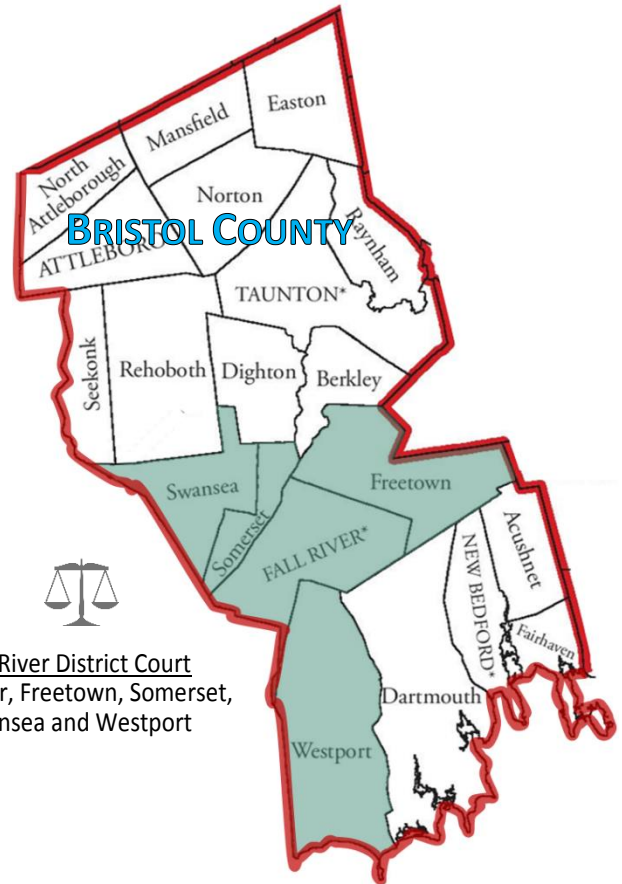 Easton
Mansfield
North
Attleborough
Norton
BRISTOL COUNTY
Raynham
ATTLEBORO
TAUNTON*
Seekonk
Rehoboth
Dighton
Berkley
Swansea
Freetown
Somerset
FALL RIVER*
Acushnet
NEW BEDFORD*
Fairhaven
River District Court
r, Freetown, Somerset,
nsea and Westport
Dartmouth
Westport